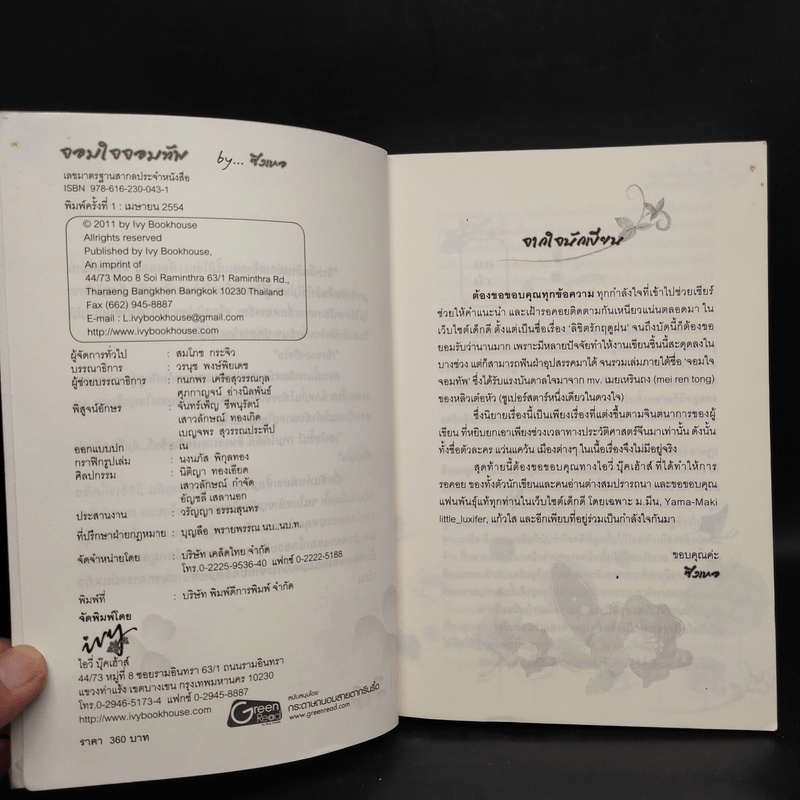 จอมใจจอมทัพ by... ซีเหอ
เลขมาตรฐานสากลประจำหนังสือ
ISBN 978-616-230-043-1
พิมพ์ครั้งที่ 1 : เมษายน 2554
© 2011 by Ivy Bookhouse
Allrights reserved
Published by Ivy Bookhouse,
An imprint of
44/73 Moo 8 Soi Ramintra 63/1 Ramintra Rd.,
Tharaeng Bangkhen Bangkok 10230 Thailand
Fax (662) 945-8887
E-mail : L.ivybookhouse@gmail.com
http://www.ivybookhouse.com
ผู้จัดการทั่วไป : สมโภช กระจิว
บรรณาธิการ : วรนุช พงษ์พิยเดช
ผู้ช่วยบรรณาธิการ : กนกพร เครือสุวรรณกุล
ศุภกาญจน์ อ่างนิลพันธ์
พิสูจน์อักษร : จันทร์เพ็ญ ชีพนุรัตน์
เสาวลักษณ์ ทองเกิด
เบญจพร สุวรรณประทีป
ออกแบบปก : เน
กราฟิกรูปเล่ม : นงนภัส พิกุลทอง
ศิลปกรรม : นิติญา ทองเอียด
เสาวลักษณ์ กำจัด
อัญชลี เสลานอก
ประสานงาน : วรัญญา ธรรมสุนทร
ที่ปรึกษาฝ่ายกฎหมาย : บุญลือ พรายพรรณ นบ.,นบ.ท.
จัดจำหน่ายโดย : บริษัท เคล็ดไทย จำกัด
โทร.0-2225-9536-40 แฟกซ์ 0-2222-5188
พิมพ์ที่ : บริษัท พิมพ์ดีการพิมพ์ จำกัด
จัดพิมพ์โดย
ivy
ไอวี่ บุ๊คเฮ้าส์
44/73 หมู่ที่ 8 ซอยรามอินทรา 63/1 ถนนรามอินทรา
แขวงท่าแร้ง เขตบางเขน กรุงเทพมหานคร 10230
โทร.0-2946-5173-4 แฟกซ์ 0-2945-8887
http://www.ivybookhouse.com
Green Read
สนับสนุนโดย
กระดาษถนอมสายตากรีนรี้ด
www.greenread.com
ราคา 360 บาท
จากใจนักเขียน
ต้องขอขอบคุณทุกข้อความ ทุกกำลังใจที่เข้าไปช่วยเชียร์
ช่วยให้คำแนะนำ และเฝ้ารอคอยติดตามกันเหนียวแน่นตลอดมา ใน
เว็บไซต์เด็กดี ตั้งแต่เป็นชื่อเรื่อง 'ลิขิตรักฤดูฝน' จนถึงบัดนี้ก็ต้องขอ
ยอมรับว่านานมาก เพราะมีหลายปัจจัยทำให้งานเขียนชิ้นนี้สะดุดลงใน
บางช่วง แต่ก็สามารถฟันฝ่าอุปสรรคมาได้ จนรวมเล่มภายใต้ชื่อ 'จอมใจ
จอมทัพ' ซึ่งได้รับแรงบันดาลใจมาจาก mv. เมยเหรินถง (mei ren tong)
ของหลิวเต๋อหัว (ซูเปอร์สตาร์หนึ่งเดียวในดวงใจ)
ซึ่งนิยายเรื่องนี้เป็นเพียงเรื่องที่แต่งขึ้นตามจินตนาการของผู้
เขียน ที่หยิบยกเอาเพียงช่วงเวลาทางประวัติศาสตร์จีนมาเท่านั้น ดังนั้น
ทั้งชื่อตัวละคร แว่นแคว้น เมืองต่างๆ ในเนื้อเรื่องจึงไม่มีอยู่จริง
สุดท้ายนี้ต้องขอขอบคุณทางไอวี่ บุ๊คเฮ้าส์ ที่ได้ทำให้การ
รอคอย ของทั้งตัวนักเขียนและคนอ่านต่างสมปรารถนา และขอขอบคุณ
แฟนพันธุ์แท้ทุกท่านในเว็บไซต์เด็กดี โดยเฉพาะ ม.มีน, Yama-Maki
little_luxifer, แก้วใส และอีกเพียบที่อยู่ร่วมเป็นกำลังใจกันมา
ขอบคุณค่ะ
ซีเหอ